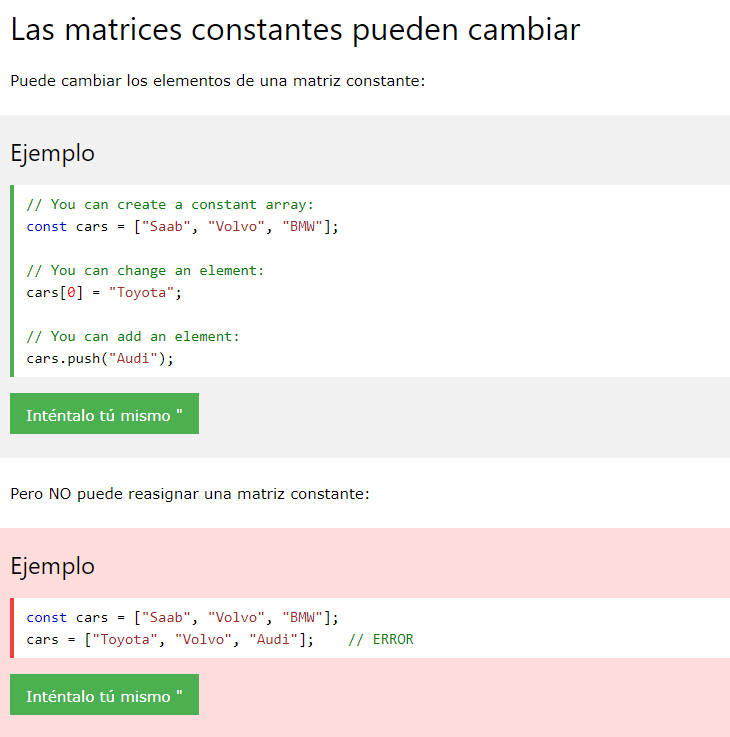 Las matrices constantes pueden cambiar
Puede cambiar los elementos de una matriz constante:
Ejemplo
// You can create a constant array:
const cars = ["Saab", "Volvo", "BMW"];
// You can change an element:
cars[0] = "Toyota";
// You can add an element:
cars.push("Audi");
Inténtalo tú mismo "
Pero NO puede reasignar una matriz constante:
Ejemplo
const cars = ["Saab", "Volvo", "BMW"];
cars = ["Toyota", "Volvo", "Audi"];    // ERROR
Inténtalo tú mismo "